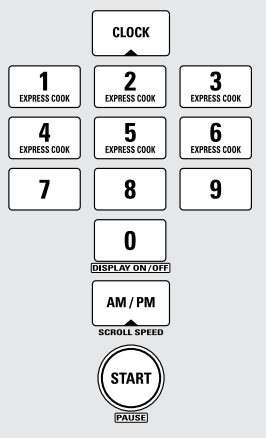 CLOCK
1 2 3
EXPRESS COOK EXPRESS COOK EXPRESS COOK
4 5 6
EXPRESS COOK EXPRESS COOK EXPRESS COOK
7 8 9
0
DISPLAY ON/OFF
AM / PM
SCROLL SPEED
START
PAUSE